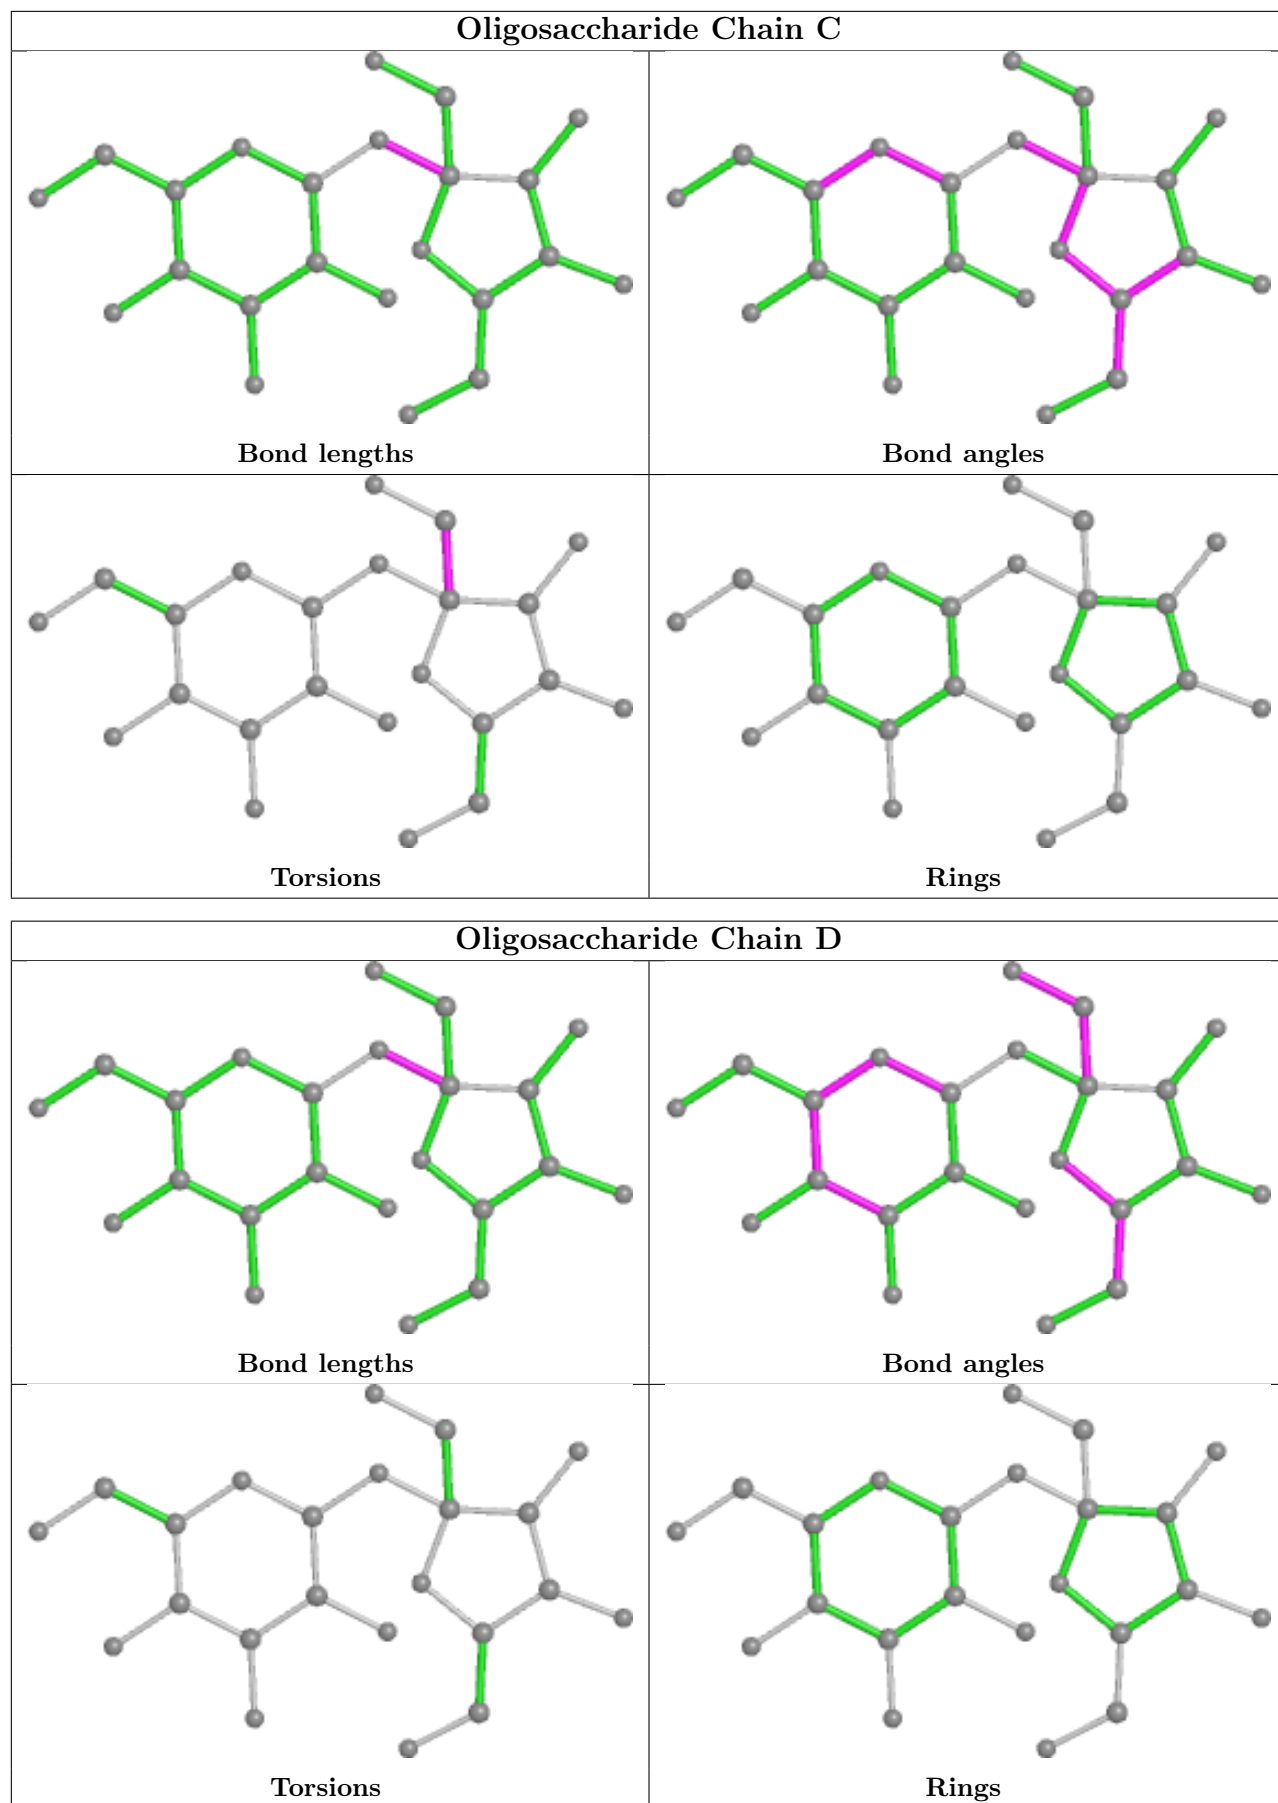 Oligosaccharide Chain C
Bond lengths
Bond angles
Torsions
Rings
Oligosaccharide Chain D
Bond lengths
Bond angles
Torsions
Rings